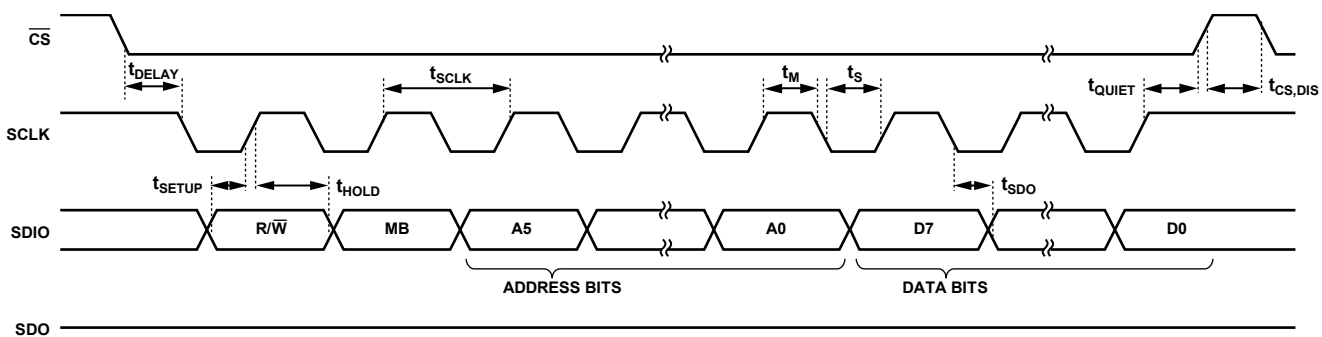 CS
tDELAY
tSCLK
tM
tS
tQUIET
tCS,DIS
SCLK
tSETUP
tHOLD
tSDO
SDIO
R/W
MB
A5
A0
D7
D0
ADDRESS BITS
DATA BITS
SDO